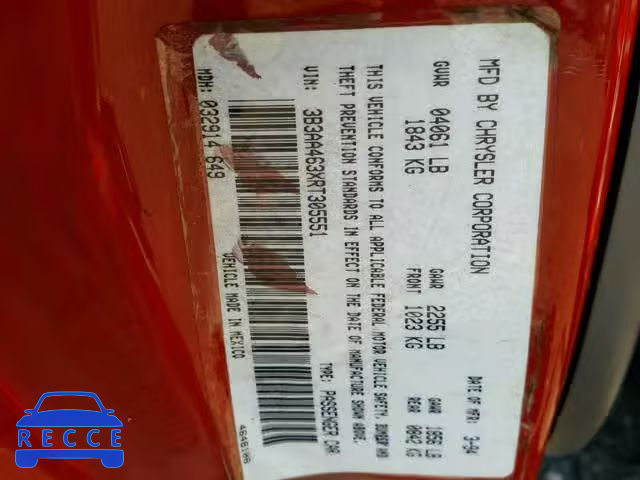 MFD BY CHRYSLER CORPORATION DATE OF MFR: 3-94
GVWR 04061 LB GAWR 2255 LB GAWR 1856 LB
1843 KG FRONT 1023 KG REAR 0842 KG
THIS VEHICLE CONFORMS TO ALL APPLICABLE FEDERAL MOTOR VEHICLE SAFETY, BUMPER AND
THEFT PREVENTION STANDARDS IN EFFECT ON THE DATE OF MANUFACTURE SHOWN ABOVE.
VIN: 3B3AA463XRT305551 TYPE: PASSENGER CAR
MDH: 032914 649 VEHICLE MADE IN MEXICO 4648108
RECCE